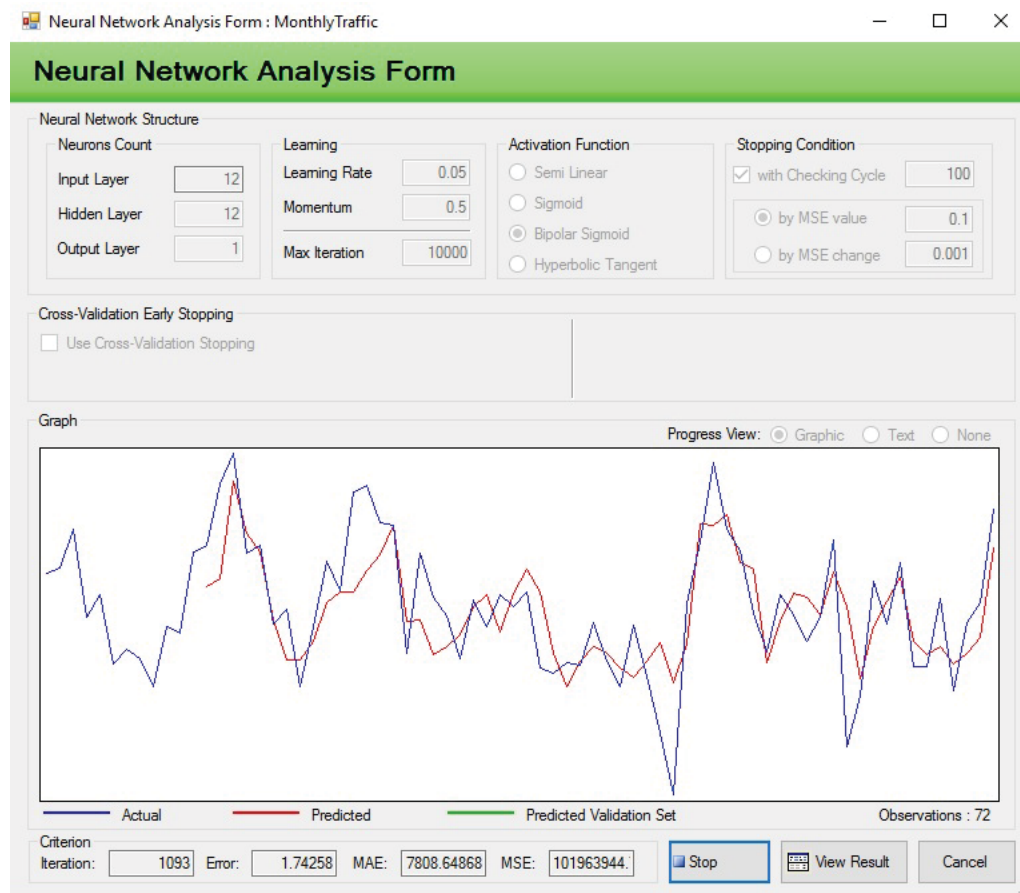 Neural Network Analysis Form : MonthlyTraffic
Neural Network Analysis Form
Neural Network Structure
Neurons Count
Input Layer 12
Hidden Layer 12
Output Layer 1
Learning
Learning Rate 0.05
Momentum 0.5
Max Iteration 10000
Activation Function
Semi Linear
Sigmoid
Bipolar Sigmoid
Hyperbolic Tangent
Stopping Condition
with Checking Cycle 100
by MSE value 0.1
by MSE change 0.001
Cross-Validation Early Stopping
Use Cross-Validation Stopping
Graph
Progress View: Graphic Text None
Actual Predicted Predicted Validation Set Observations : 72
Criterion
Iteration: 1093 Error: 1.74258 MAE: 7808.64868 MSE: 101963944. Stop View Result Cancel